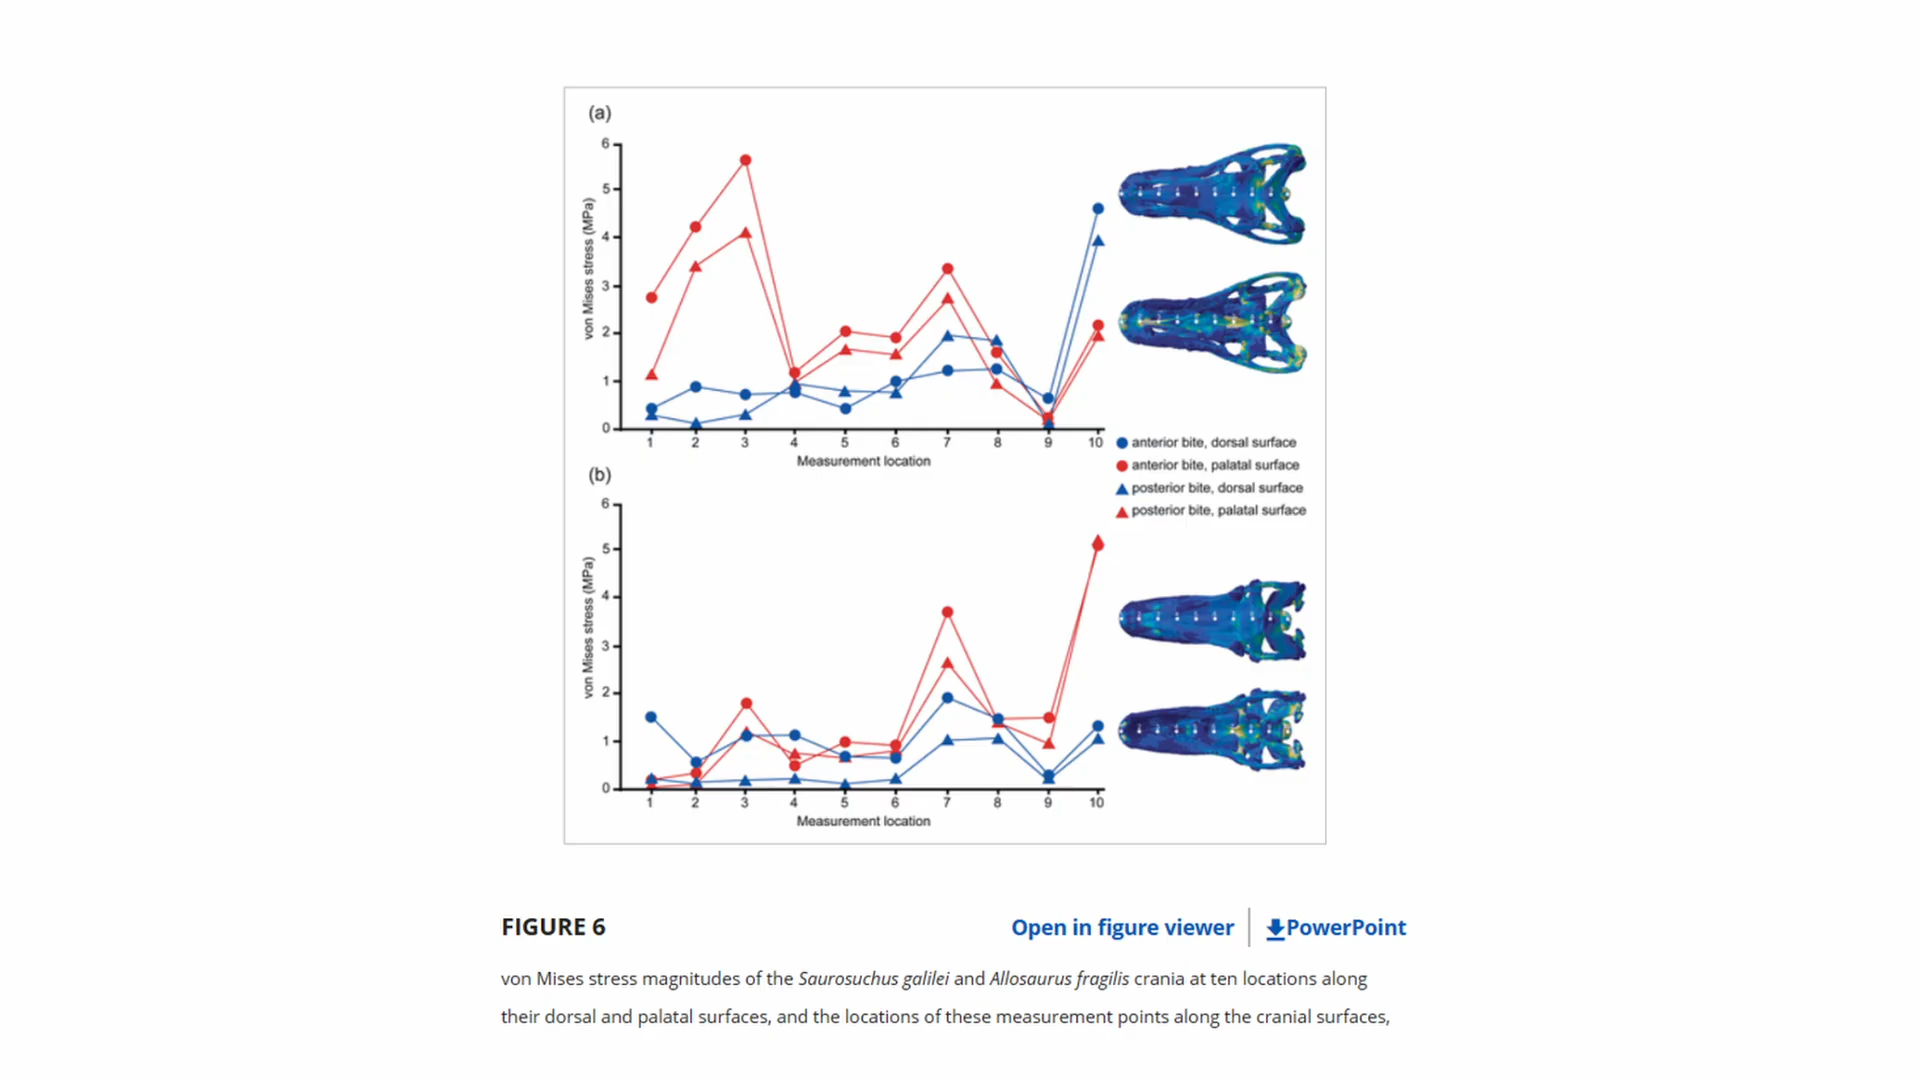 (a)
6
5
4
3
2
1
0
von Mises stress (MPa)
1 2 3 4 5 6 7 8 9 10
Measurement location
anterior bite, dorsal surface
anterior bite, palatal surface
posterior bite, dorsal surface
posterior bite, palatal surface
(b)
6
5
4
3
2
1
0
von Mises stress (MPa)
1 2 3 4 5 6 7 8 9 10
Measurement location
FIGURE 6
Open in figure viewer
PowerPoint
von Mises stress magnitudes of the Saurosuchus galilei and Allosaurus fragilis crania at ten locations along
their dorsal and palatal surfaces, and the locations of these measurement points along the cranial surfaces,